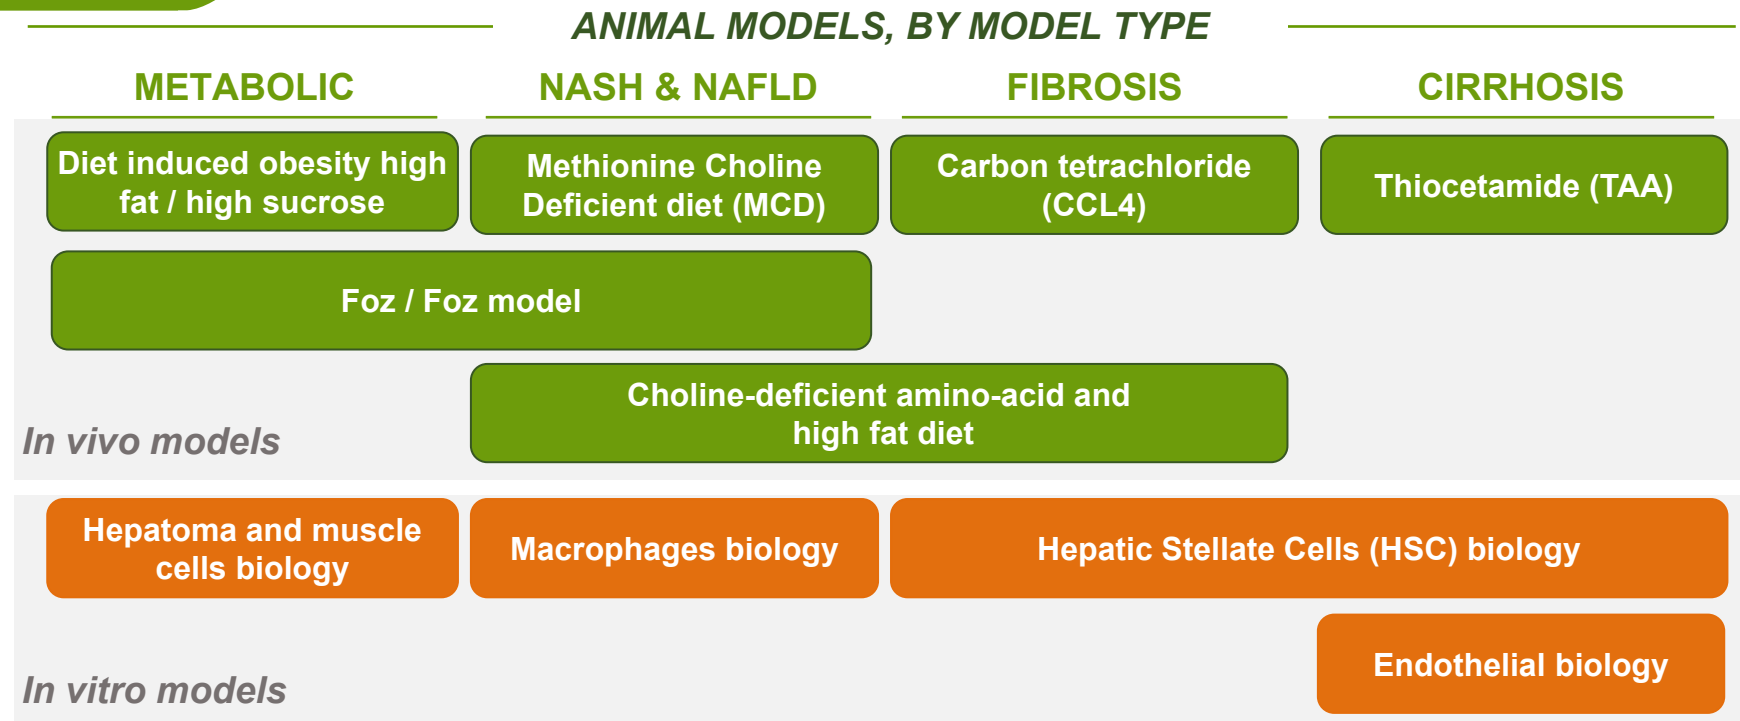 ANIMAL MODELS, BY MODEL TYPE
METABOLIC
NASH & NAFLD
FIBROSIS
CIRRHOSIS
Diet induced obesity high
fat / high sucrose
Methionine Choline
Deficient diet (MCD)
Carbon tetrachloride
(CCL4)
Thiocetamide (TAA)
Foz / Foz model
Choline-deficient amino-acid and
high fat diet
In vivo models
Hepatoma and muscle
cells biology
Macrophages biology
Hepatic Stellate Cells (HSC) biology
Endothelial biology
In vitro models